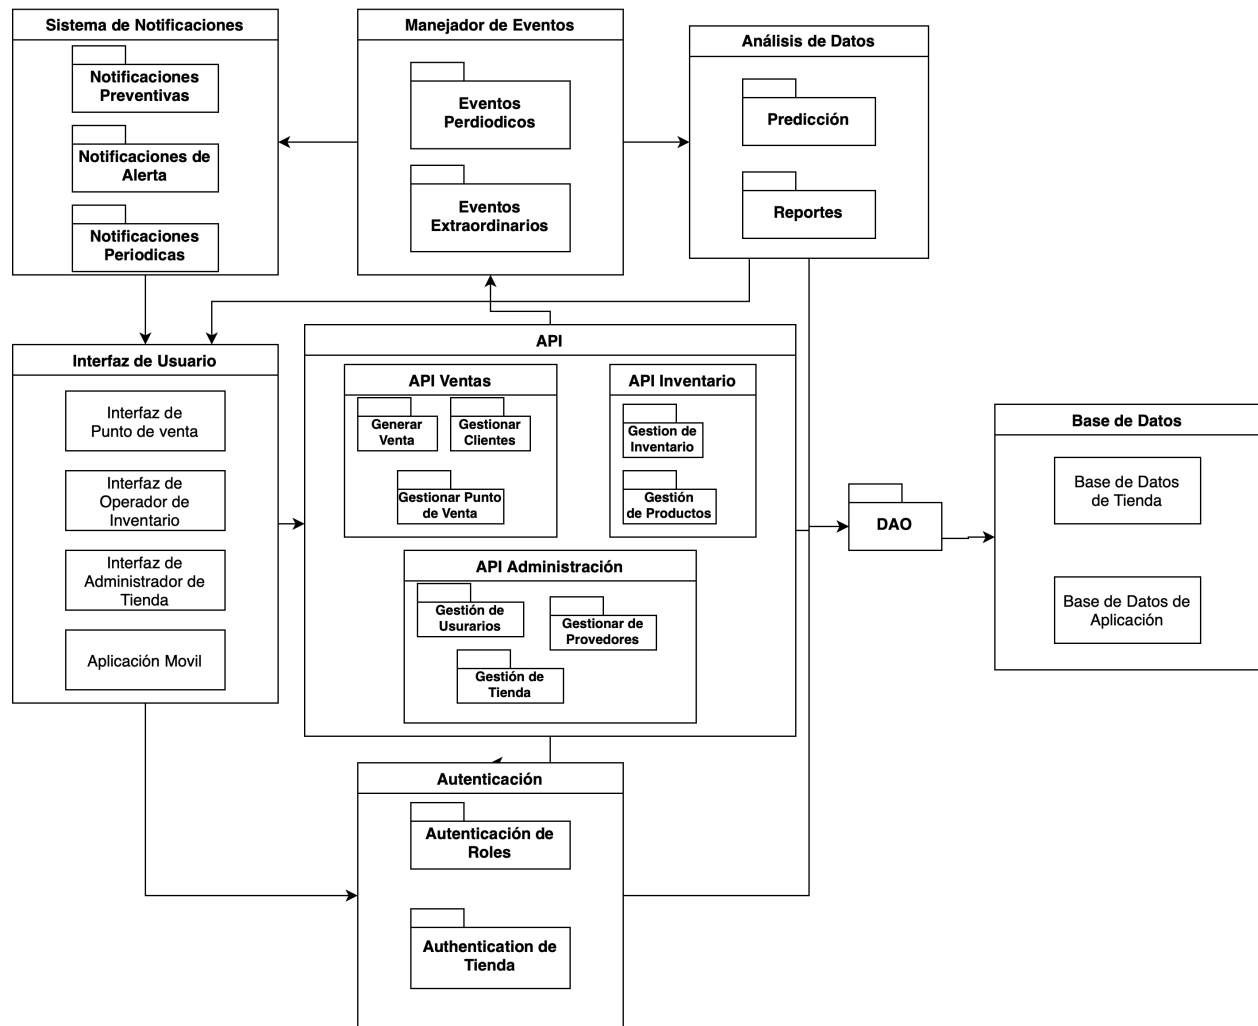 Sistema de Notificaciones
Notificaciones
Preventivas
Notificaciones de
Alerta
Notificaciones
Periodicas
Manejador de Eventos
Eventos
Perdiodicos
Eventos
Extraordinarios
Análisis de Datos
Predicción
Reportes
Interfaz de Usuario
Interfaz de
Punto de venta
Interfaz de
Operador de
Inventario
Interfaz de
Administrador de
Tienda
Aplicación Movil
API
API Ventas
Generar
Venta
Gestionar
Clientes
Gestionar Punto
de Venta
API Inventario
Gestion de
Inventario
Gestión
de Productos
API Administración
Gestión de
Usurarios
Gestionar de
Provedores
Gestión de
Tienda
DAO
Base de Datos
Base de Datos
de Tienda
Base de Datos de
Aplicación
Autenticación
Autenticación de
Roles
Authentication de
Tienda